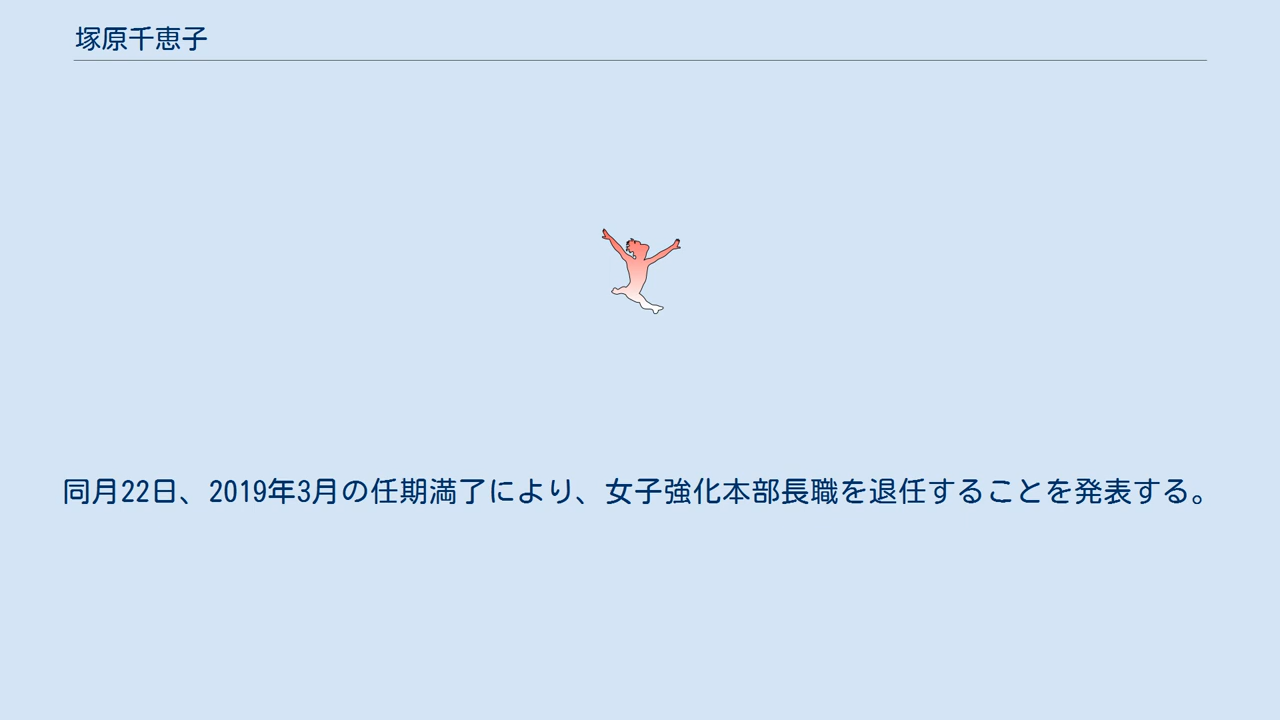 塚原千恵子
同月22日、2019年3月の任期満了により、女子強化本部長職を退任することを発表する。